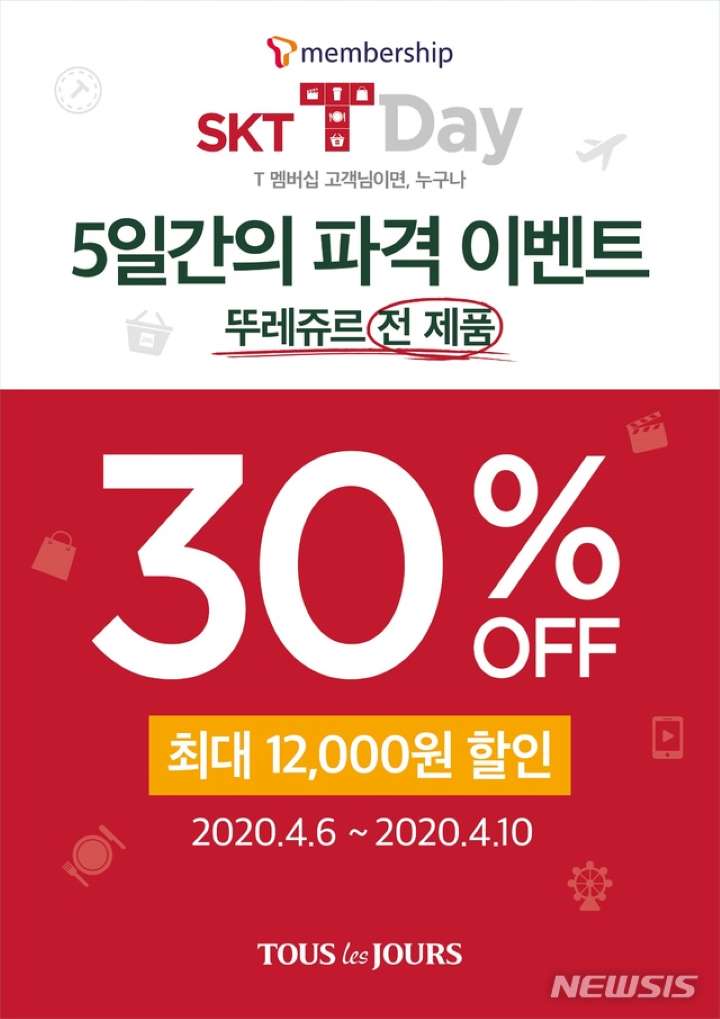 membership
SKT T Day
T 멤버십 고객님이면, 누구나
5일간의 파격 이벤트
뚜레쥬르 전 제품
30% OFF
최대 12,000원 할인
2020.4.6 ~ 2020.4.10
TOUS les JOURS
NEWSIS